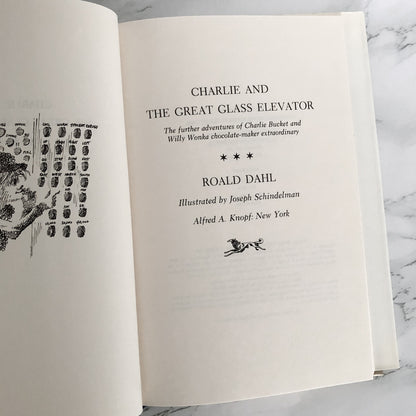 CHARLIE AND
THE GREAT GLASS ELEVATOR
The further adventures of Charlie Bucket and
Willy Wonka chocolate-maker extraordinary
ROALD DAHL
Illustrated by Joseph Schindelman
Alfred A. Knopf: New York